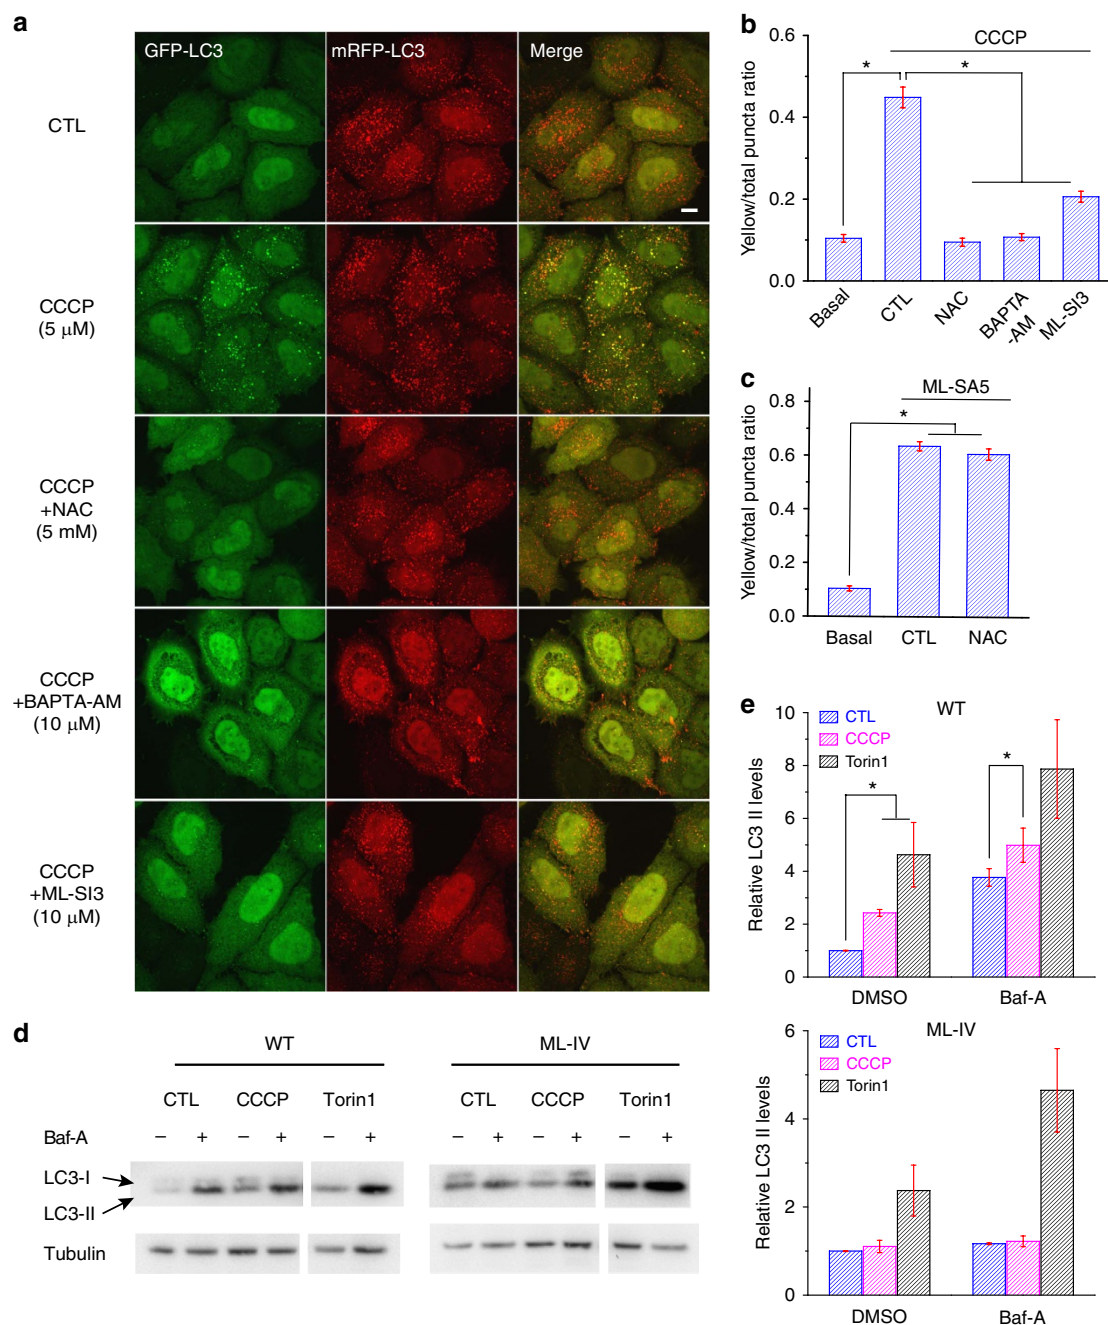 a
GFP-LC3
mRFP-LC3
Merge
CTL
CCCP
(5 μM)
CCCP
+NAC
(5 mM)
CCCP
+BAPTA-AM
(10 μM)
CCCP
+ML-SI3
(10 μM)
b
CCCP
* *
Yellow/total puncta ratio
0.6
0.4
0.2
0.0
Basal
CTL
NAC
BAPTA
-AM
ML-SI3
c
ML-SA5
*
Yellow/total puncta ratio
0.8
0.6
0.4
0.2
0.0
Basal CTL NAC
d
WT ML-IV
CTL CCCP Torin1 CTL CCCP Torin1
Baf-A – + – + – + – + – + – +
LC3-I
LC3-II
Tubulin
e
WT
CTL
CCCP
Torin1
* *
Relative LC3 II levels
10
8
6
4
2
0
DMSO Baf-A
ML-IV
CTL
CCCP
Torin1
Relative LC3 II levels
6
4
2
0
DMSO Baf-A